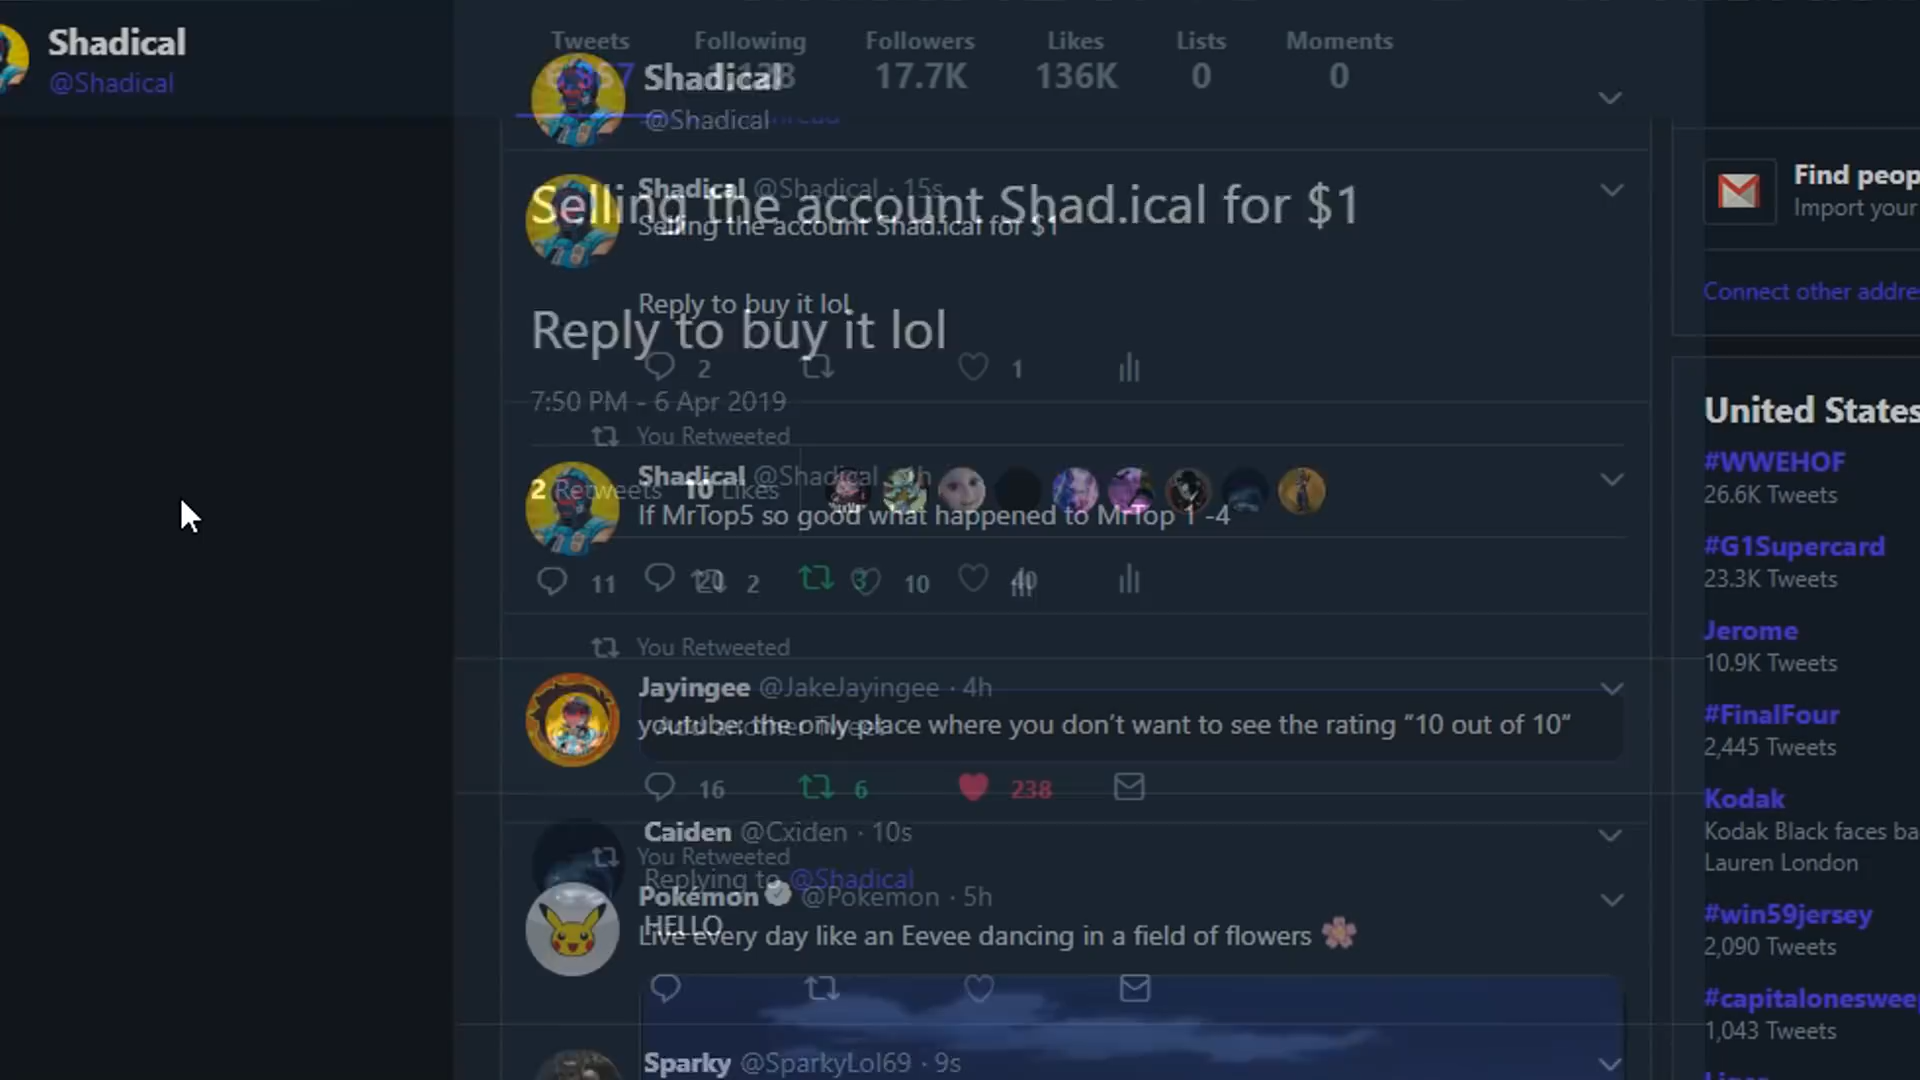 Shadical
@Shadical
Tweets Following Followers Likes Lists Moments
17.7K 136K 0 0
Shadical
@Shadical
Shadical @Shadical · 15s
Selling the account Shad.ical for $1
Selling the account Shad.ical for $1
Reply to buy it lol
Reply to buy it lol
2 1
7:50 PM - 6 Apr 2019
You Retweeted
Shadical @Shadical
2 Retweets 10 Likes
If MrTop5 so good what happened to MrTop 1 -4
11 20 2 3 10 40
You Retweeted
Jayingee @JakeJayingee · 4h
youtube: the only place where you don't want to see the rating "10 out of 10"
Add another Tweet
16 6 238
Caiden @Cxiden · 10s
You Retweeted
Replying to @Shadical
Pokémon @Pokemon · 5h
HELLO
Live every day like an Eevee dancing in a field of flowers
Sparky @SparkyLol69 · 9s
Find peop
Import your
Connect other addre
United States
#WWEHOF
26.6K Tweets
#G1Supercard
23.3K Tweets
Jerome
10.9K Tweets
#FinalFour
2,445 Tweets
Kodak
Kodak Black faces ba
Lauren London
#win59jersey
2,090 Tweets
#capitalonesweep
1,043 Tweets